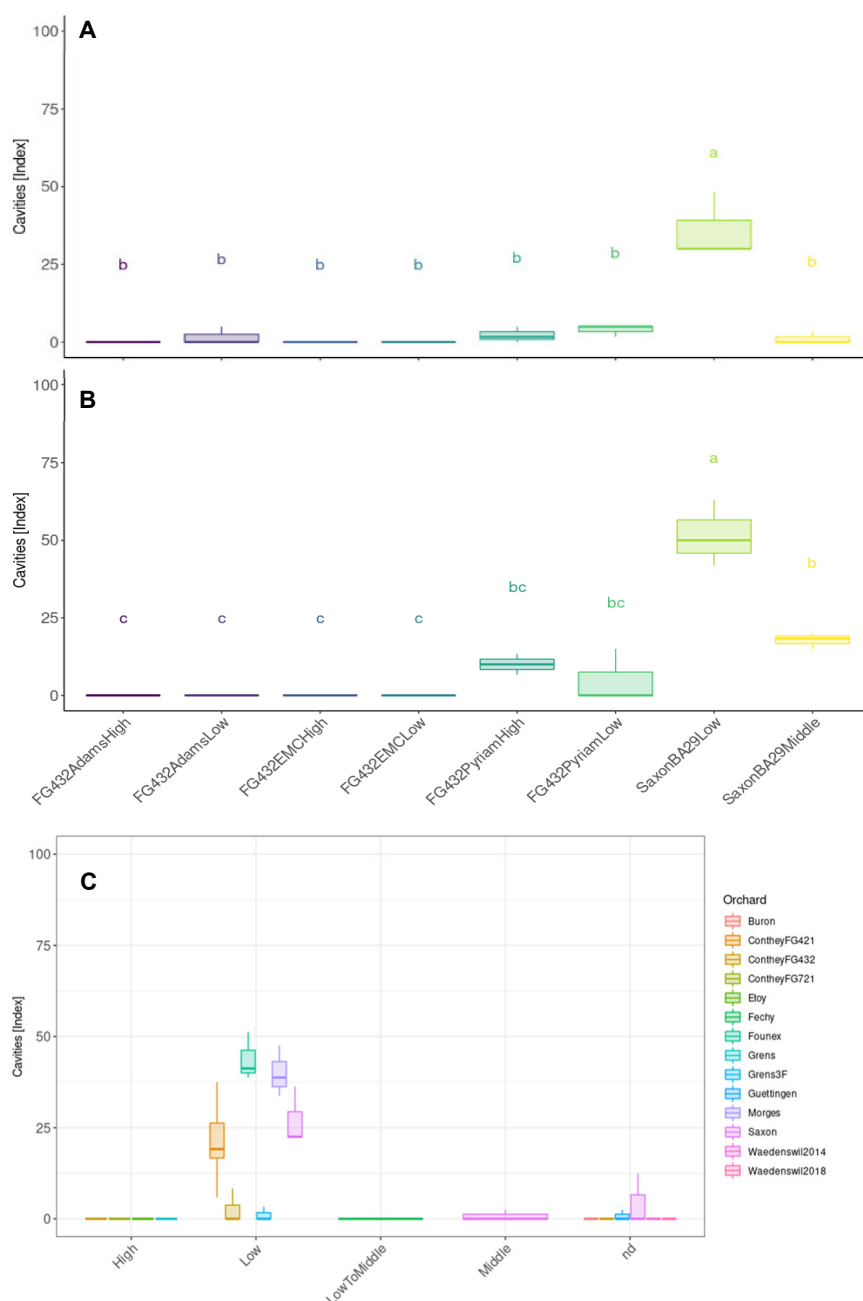 A
100
75
50
25
0
Cavities [Index]
b
b
b
b
b
b
a
b
B
100
75
50
25
0
Cavities [Index]
c
c
c
c
bc
bc
a
b
FG432AdamsHigh
FG432AdamsLow
FG432EMCHigh
FG432EMCLow
FG432PyriamHigh
FG432PyriamLow
SaxonBA29Low
SaxonBA29Middle
C
100
75
50
25
0
Cavities [Index]
High
Low
LowToMiddle
Middle
nd
Orchard
Buron
ContheyFG421
ContheyFG432
ContheyFG721
Etoy
Fechy
Founex
Grens
Grens3F
Guettingen
Morges
Saxon
Waedenswil2014
Waedenswil2018